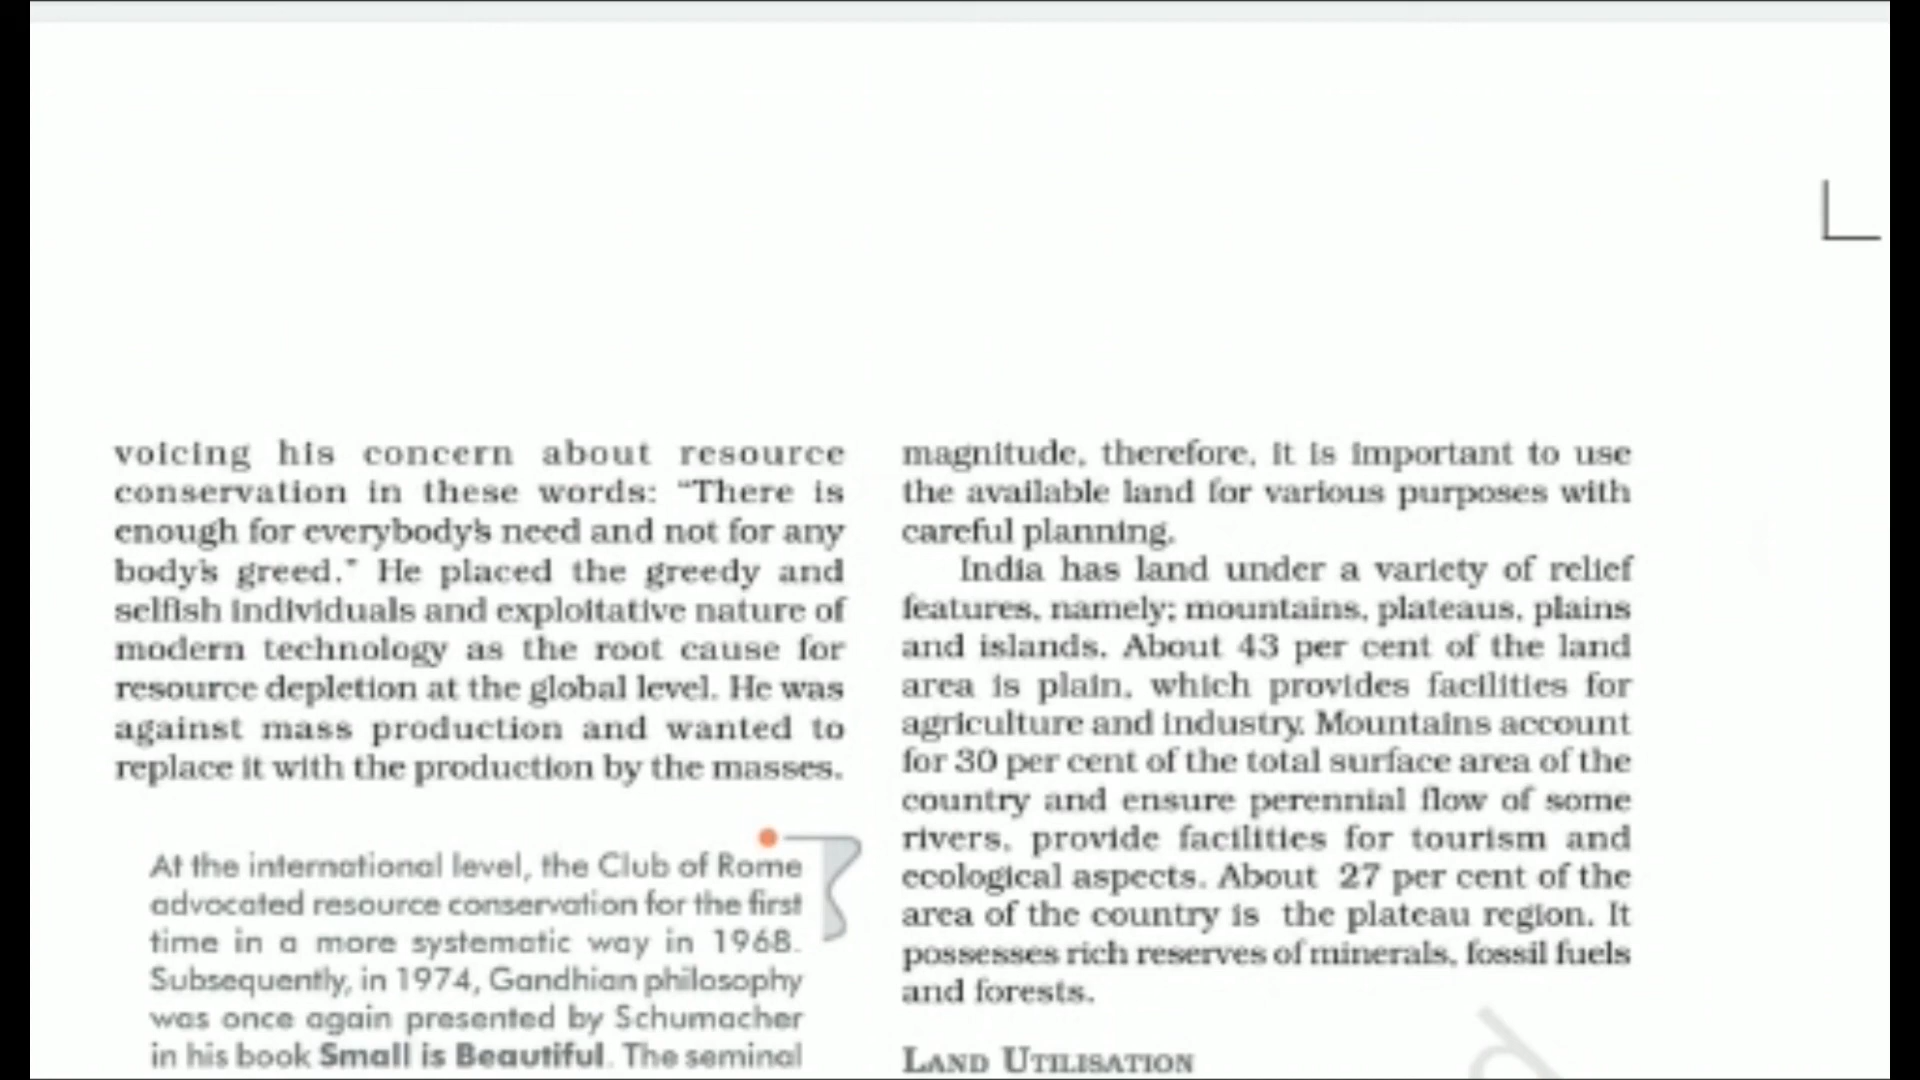 voicing his concern about resource
conservation in these words: “There is
enough for everybody's need and not for any
body's greed.” He placed the greedy and
selfish individuals and exploitative nature of
modern technology as the root cause for
resource depletion at the global level. He was
against mass production and wanted to
replace it with the production by the masses.
At the international level, the Club of Rome
advocated resource conservation for the first
time in a more systematic way in 1968.
Subsequently, in 1974, Gandhian philosophy
was once again presented by Schumacher
in his book Small is Beautiful. The seminal
magnitude, therefore, it is important to use
the available land for various purposes with
careful planning.
India has land under a variety of relief
features, namely; mountains, plateaus, plains
and islands. About 43 per cent of the land
area is plain, which provides facilities for
agriculture and industry. Mountains account
for 30 per cent of the total surface area of the
country and ensure perennial flow of some
rivers, provide facilities for tourism and
ecological aspects. About 27 per cent of the
area of the country is the plateau region. It
possesses rich reserves of minerals, fossil fuels
and forests.
LAND UTILISATION
d